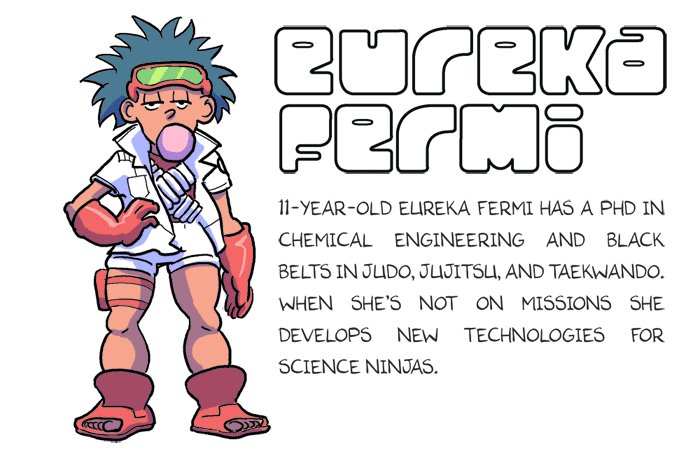 eureka
fermi
11-YEAR-OLD EUREKA FERMI HAS A PHD IN
CHEMICAL ENGINEERING AND BLACK
BELTS IN JUDO, JUJITSU, AND TAEKWANDO.
WHEN SHE'S NOT ON MISSIONS SHE
DEVELOPS NEW TECHNOLOGIES FOR
SCIENCE NINJAS.